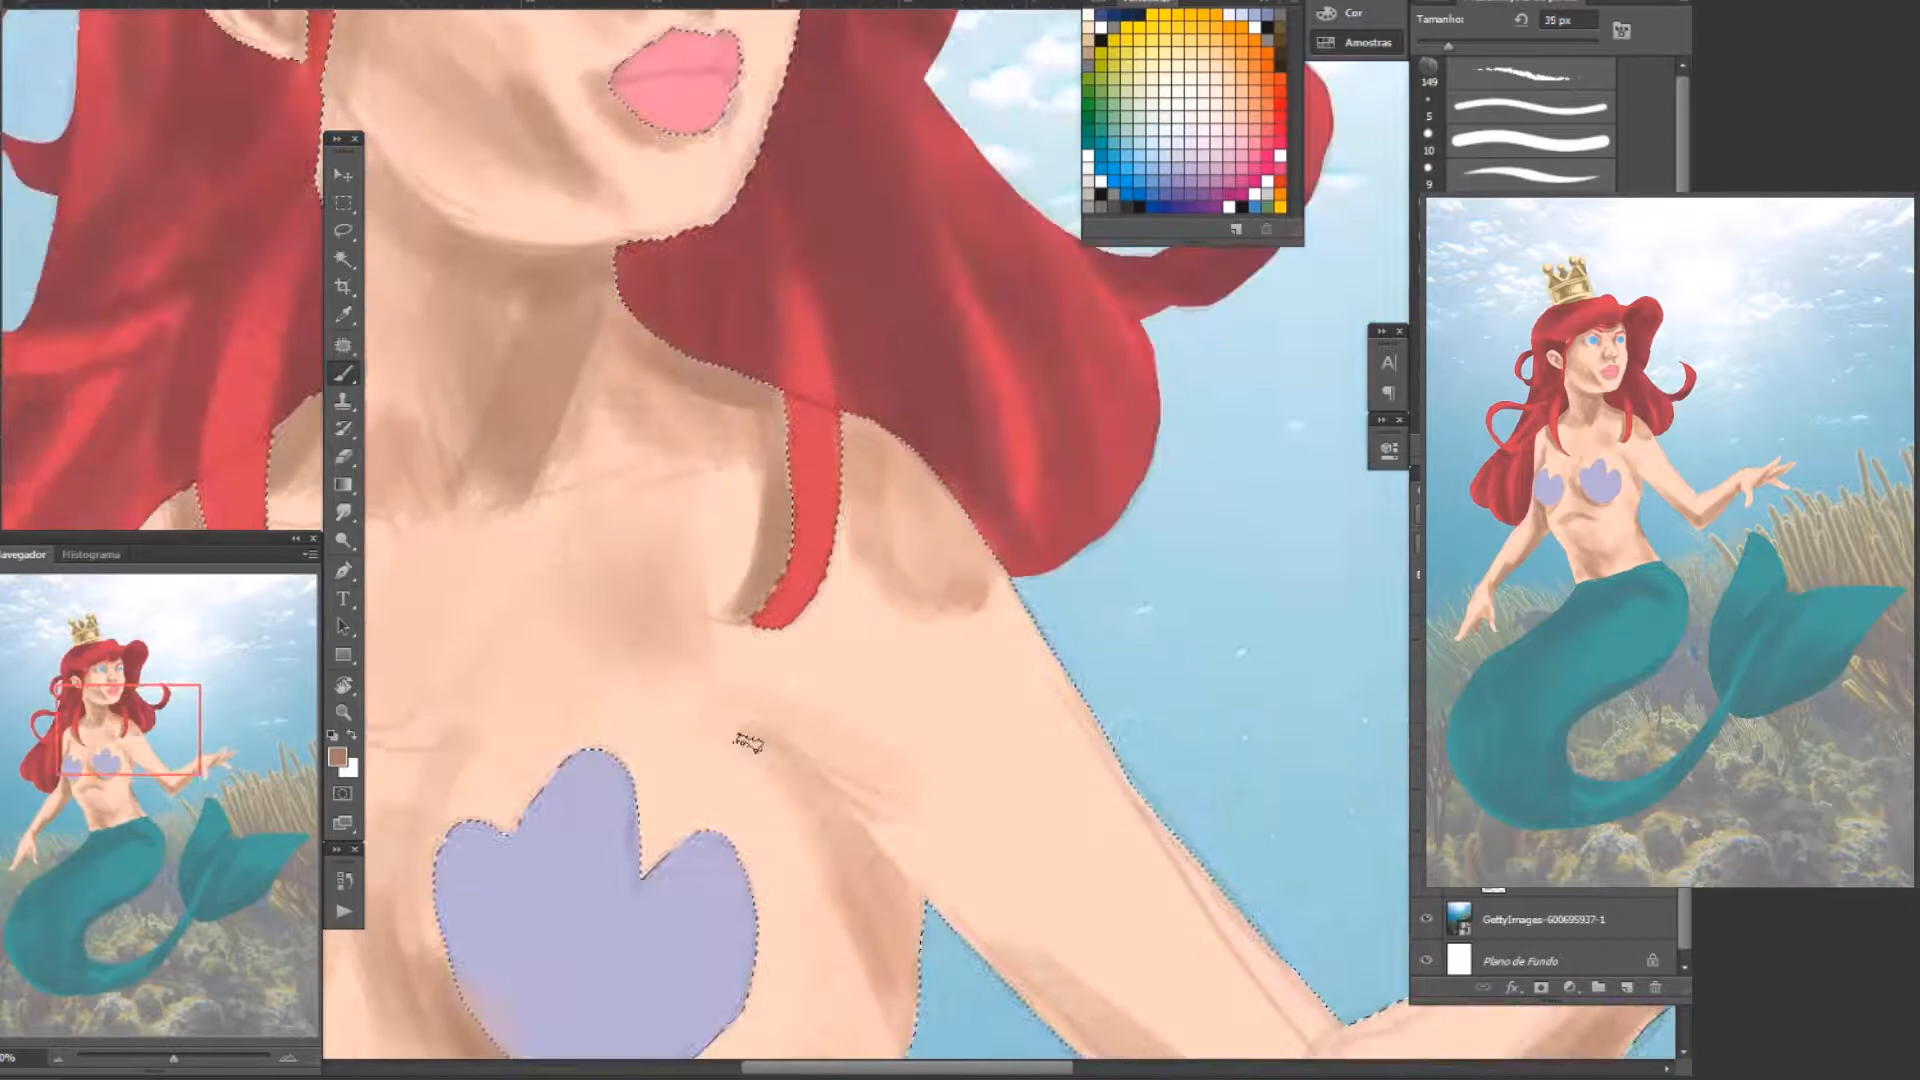 Cor
Amostras
Tamanho:
35 px
149
5
10
9
Navegador
Histograma
GettyImages-600695937-1
Plano de Fundo